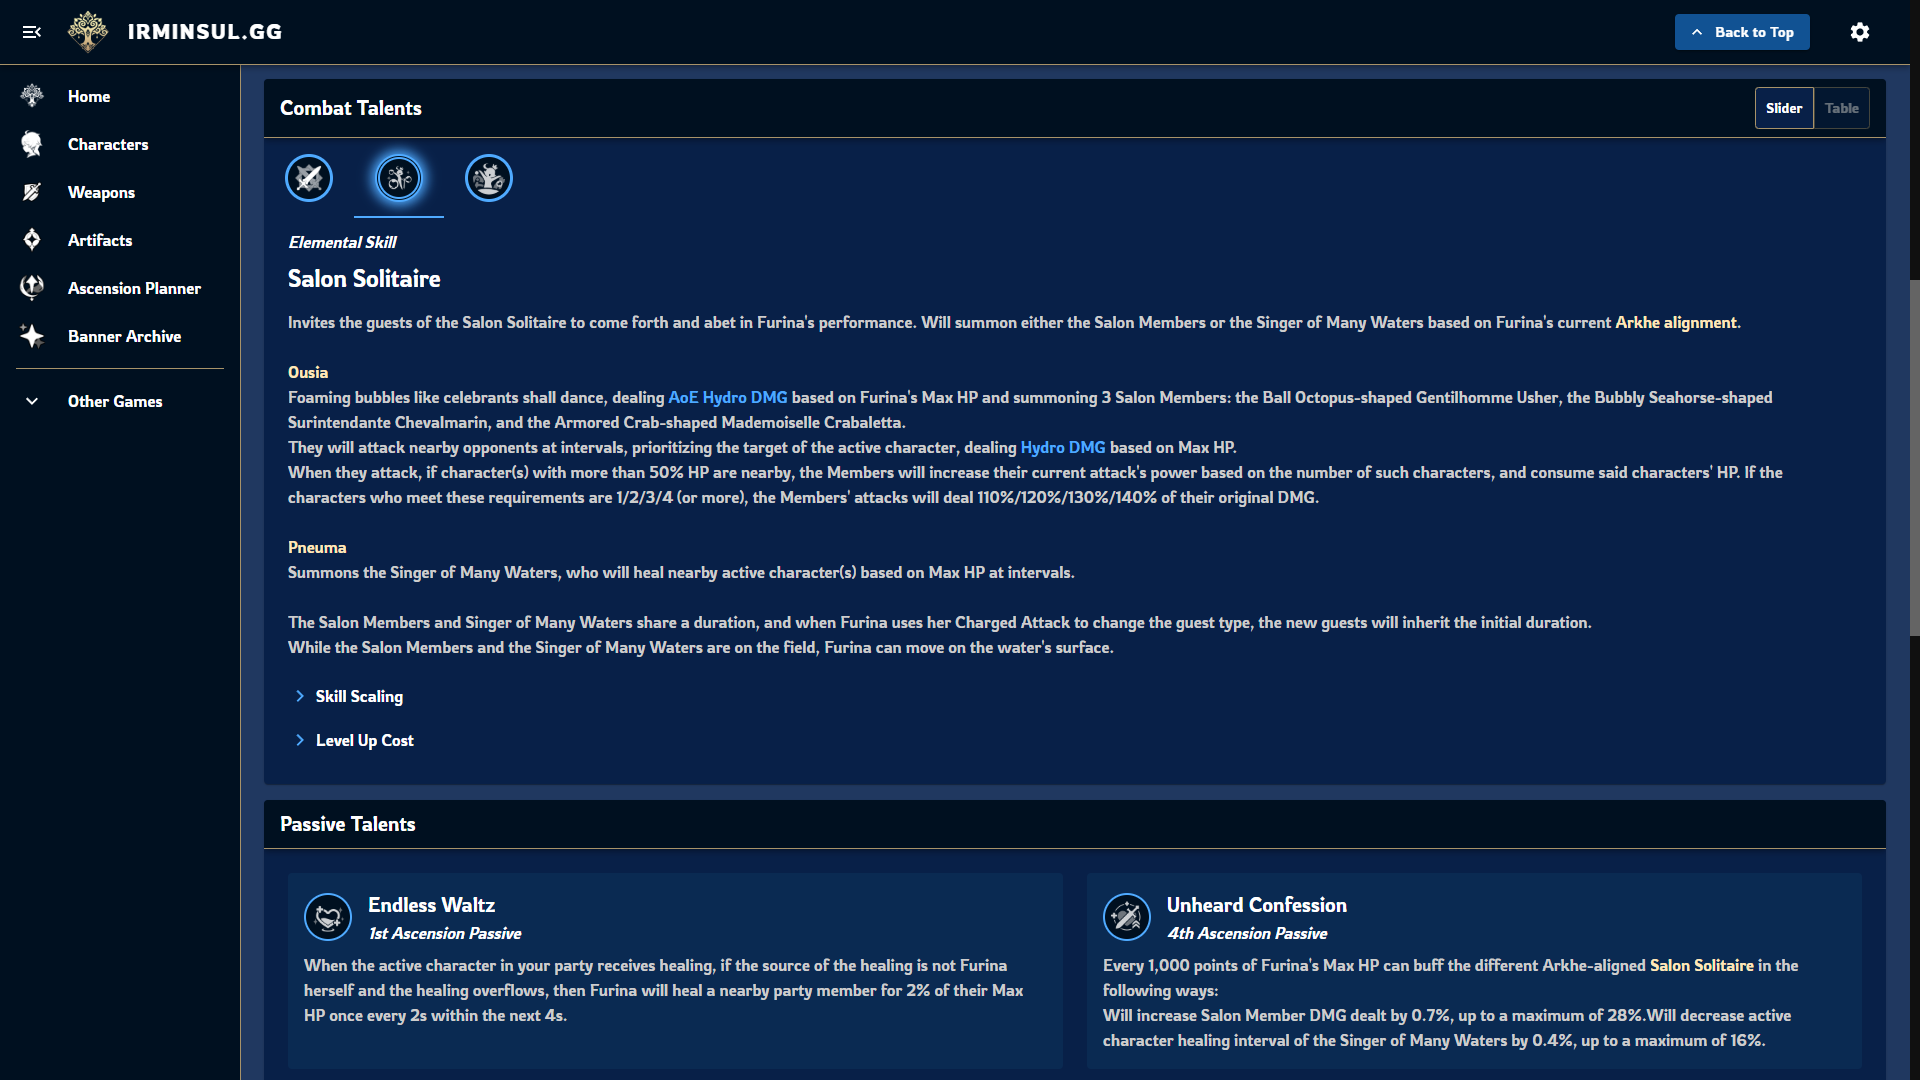 IRMINSUL.GG
Back to Top
Home
Characters
Weapons
Artifacts
Ascension Planner
Banner Archive
Other Games
Combat Talents
Slider
Table
Elemental Skill
Salon Solitaire
Invites the guests of the Salon Solitaire to come forth and abet in Furina's performance. Will summon either the Salon Members or the Singer of Many Waters based on Furina's current Arkhe alignment.
Ousia
Foaming bubbles like celebrants shall dance, dealing AoE Hydro DMG based on Furina's Max HP and summoning 3 Salon Members: the Ball Octopus-shaped Gentilhomme Usher, the Bubbly Seahorse-shaped
Surintendante Chevalmarin, and the Armored Crab-shaped Mademoiselle Crabaletta.
They will attack nearby opponents at intervals, prioritizing the target of the active character, dealing Hydro DMG based on Max HP.
When they attack, if character(s) with more than 50% HP are nearby, the Members will increase their current attack's power based on the number of such characters, and consume said characters' HP. If the
characters who meet these requirements are 1/2/3/4 (or more), the Members' attacks will deal 110%/120%/130%/140% of their original DMG.
Pneuma
Summons the Singer of Many Waters, who will heal nearby active character(s) based on Max HP at intervals.
The Salon Members and Singer of Many Waters share a duration, and when Furina uses her Charged Attack to change the guest type, the new guests will inherit the initial duration.
While the Salon Members and the Singer of Many Waters are on the field, Furina can move on the water's surface.
Skill Scaling
Level Up Cost
Passive Talents
Endless Waltz
1st Ascension Passive
When the active character in your party receives healing, if the source of the healing is not Furina
herself and the healing overflows, then Furina will heal a nearby party member for 2% of their Max
HP once every 2s within the next 4s.
Unheard Confession
4th Ascension Passive
Every 1,000 points of Furina's Max HP can buff the different Arkhe-aligned Salon Solitaire in the
following ways:
Will increase Salon Member DMG dealt by 0.7%, up to a maximum of 28%.Will decrease active
character healing interval of the Singer of Many Waters by 0.4%, up to a maximum of 16%.